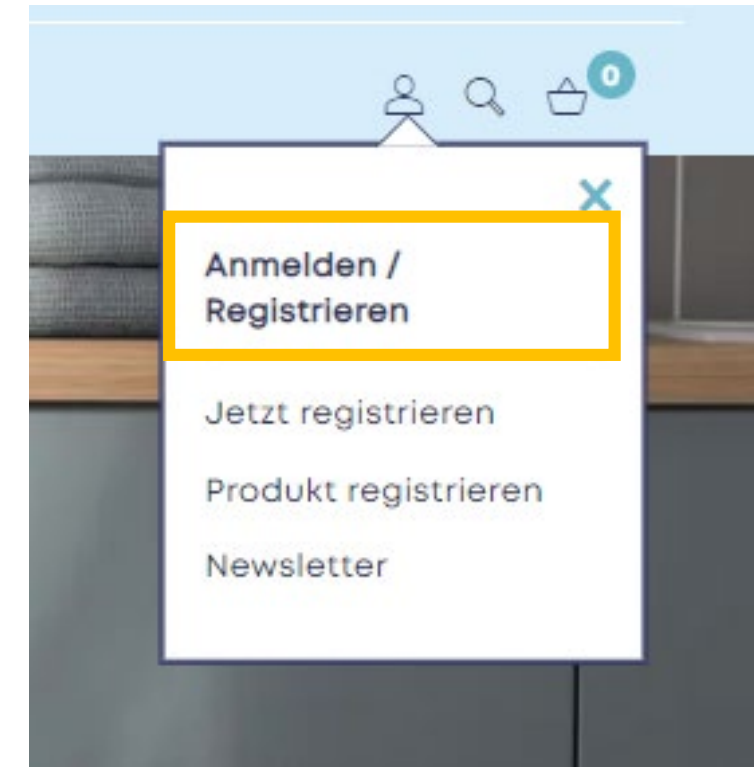 0
Anmelden /
Registrieren
Jetzt registrieren
Produkt registrieren
Newsletter